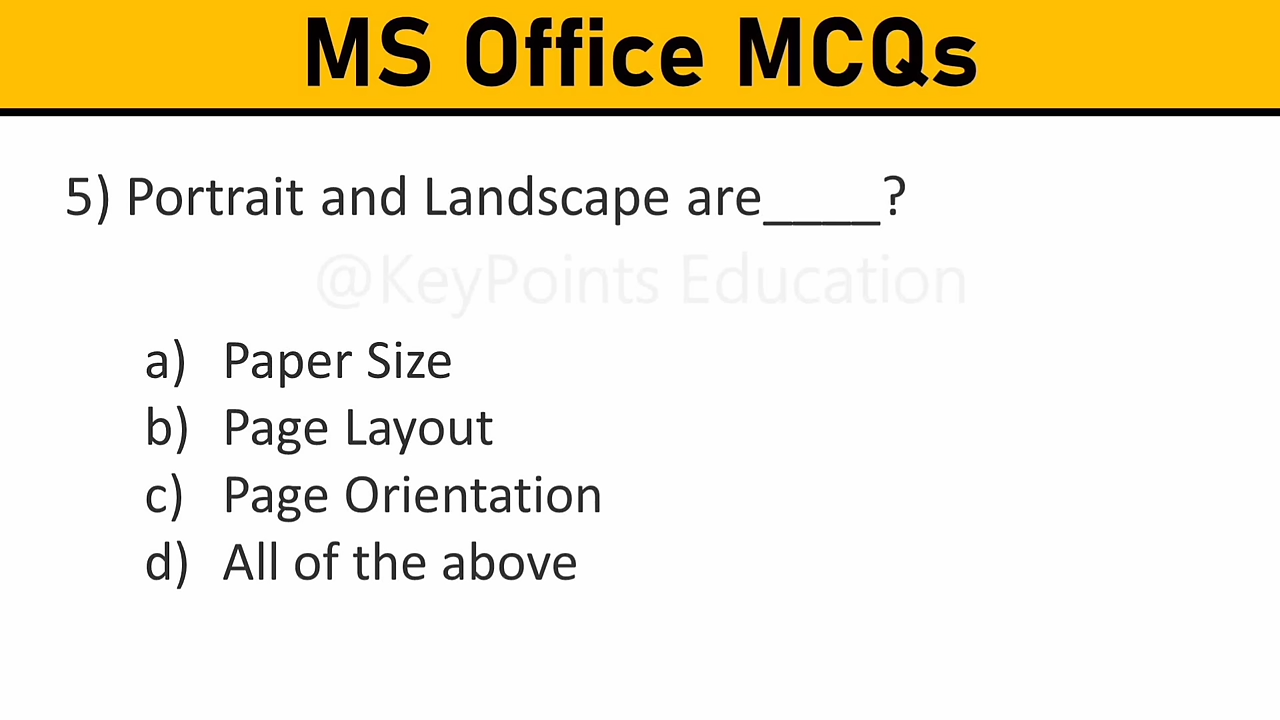 MS Office MCQs
5) Portrait and Landscape are____?
@KeyPoints Education
a) Paper Size
b) Page Layout
c) Page Orientation
d) All of the above